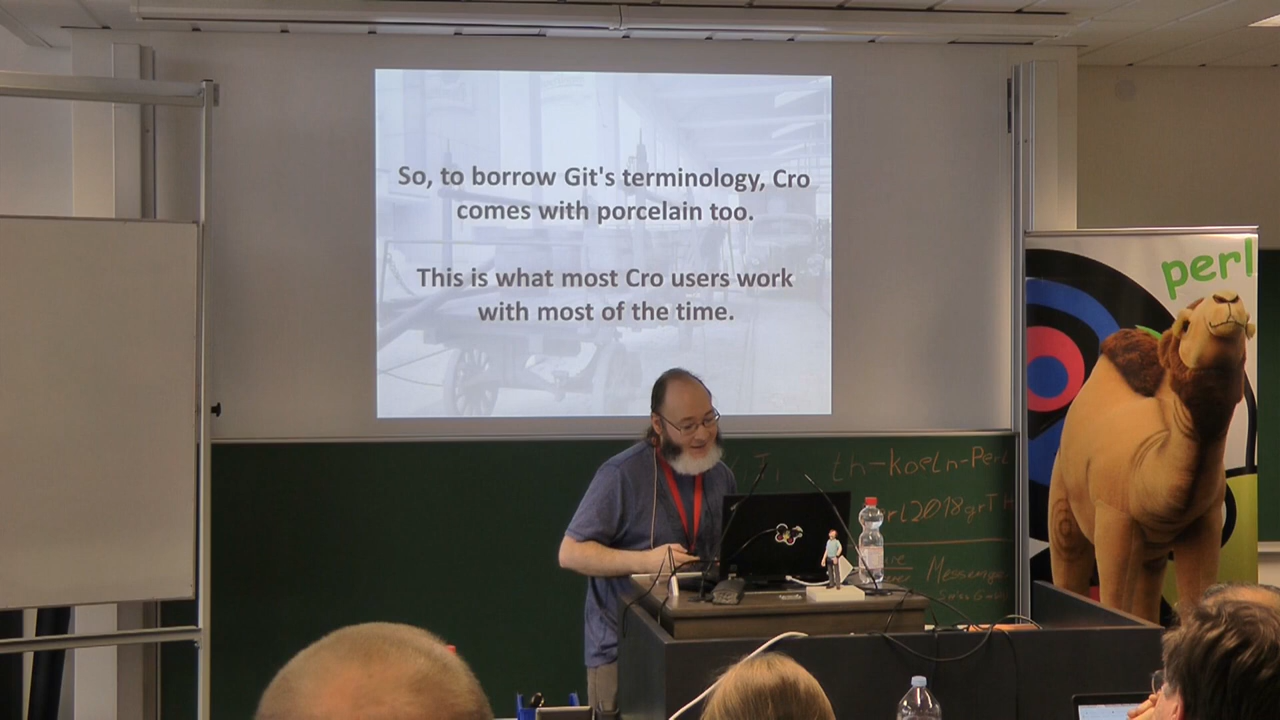 So, to borrow Git's terminology, Cro
comes with porcelain too.
This is what most Cro users work
with most of the time.
perl
th-koeln-Perl
Messenger